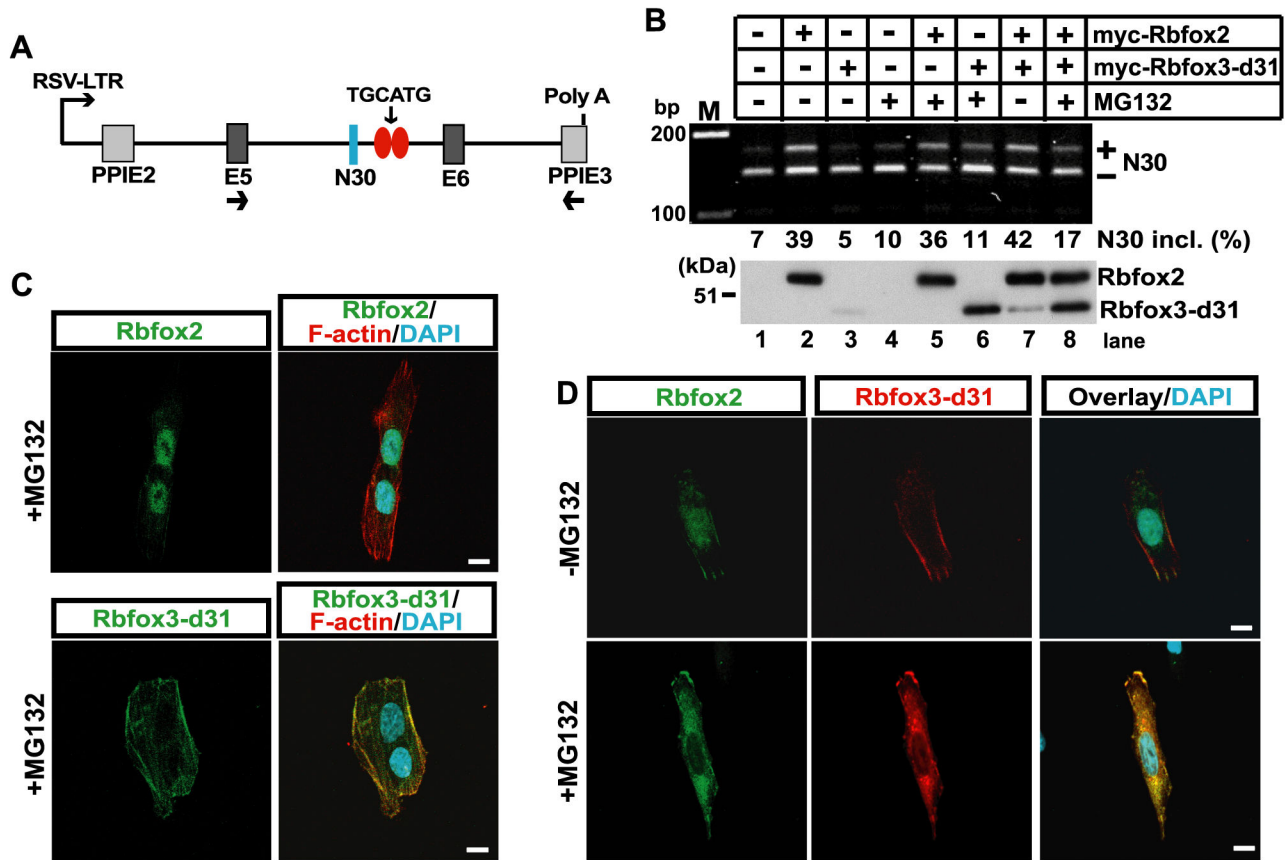 A
RSV-LTR
TGCATG
Poly A
PPIE2
E5
N30
E6
PPIE3
B
- + - - + - + + myc-Rbfox2
- - + - - + + + myc-Rbfox3-d31
- - - + + + - + MG132
bp M
200
100
+
−
N30
7 39 5 10 36 11 42 17 N30 incl. (%)
(kDa)
51
Rbfox2
Rbfox3-d31
1 2 3 4 5 6 7 8 lane
C
Rbfox2
Rbfox2/
F-actin/DAPI
+MG132
Rbfox3-d31
Rbfox3-d31/
F-actin/DAPI
+MG132
D
Rbfox2
Rbfox3-d31
Overlay/DAPI
-MG132
+MG132